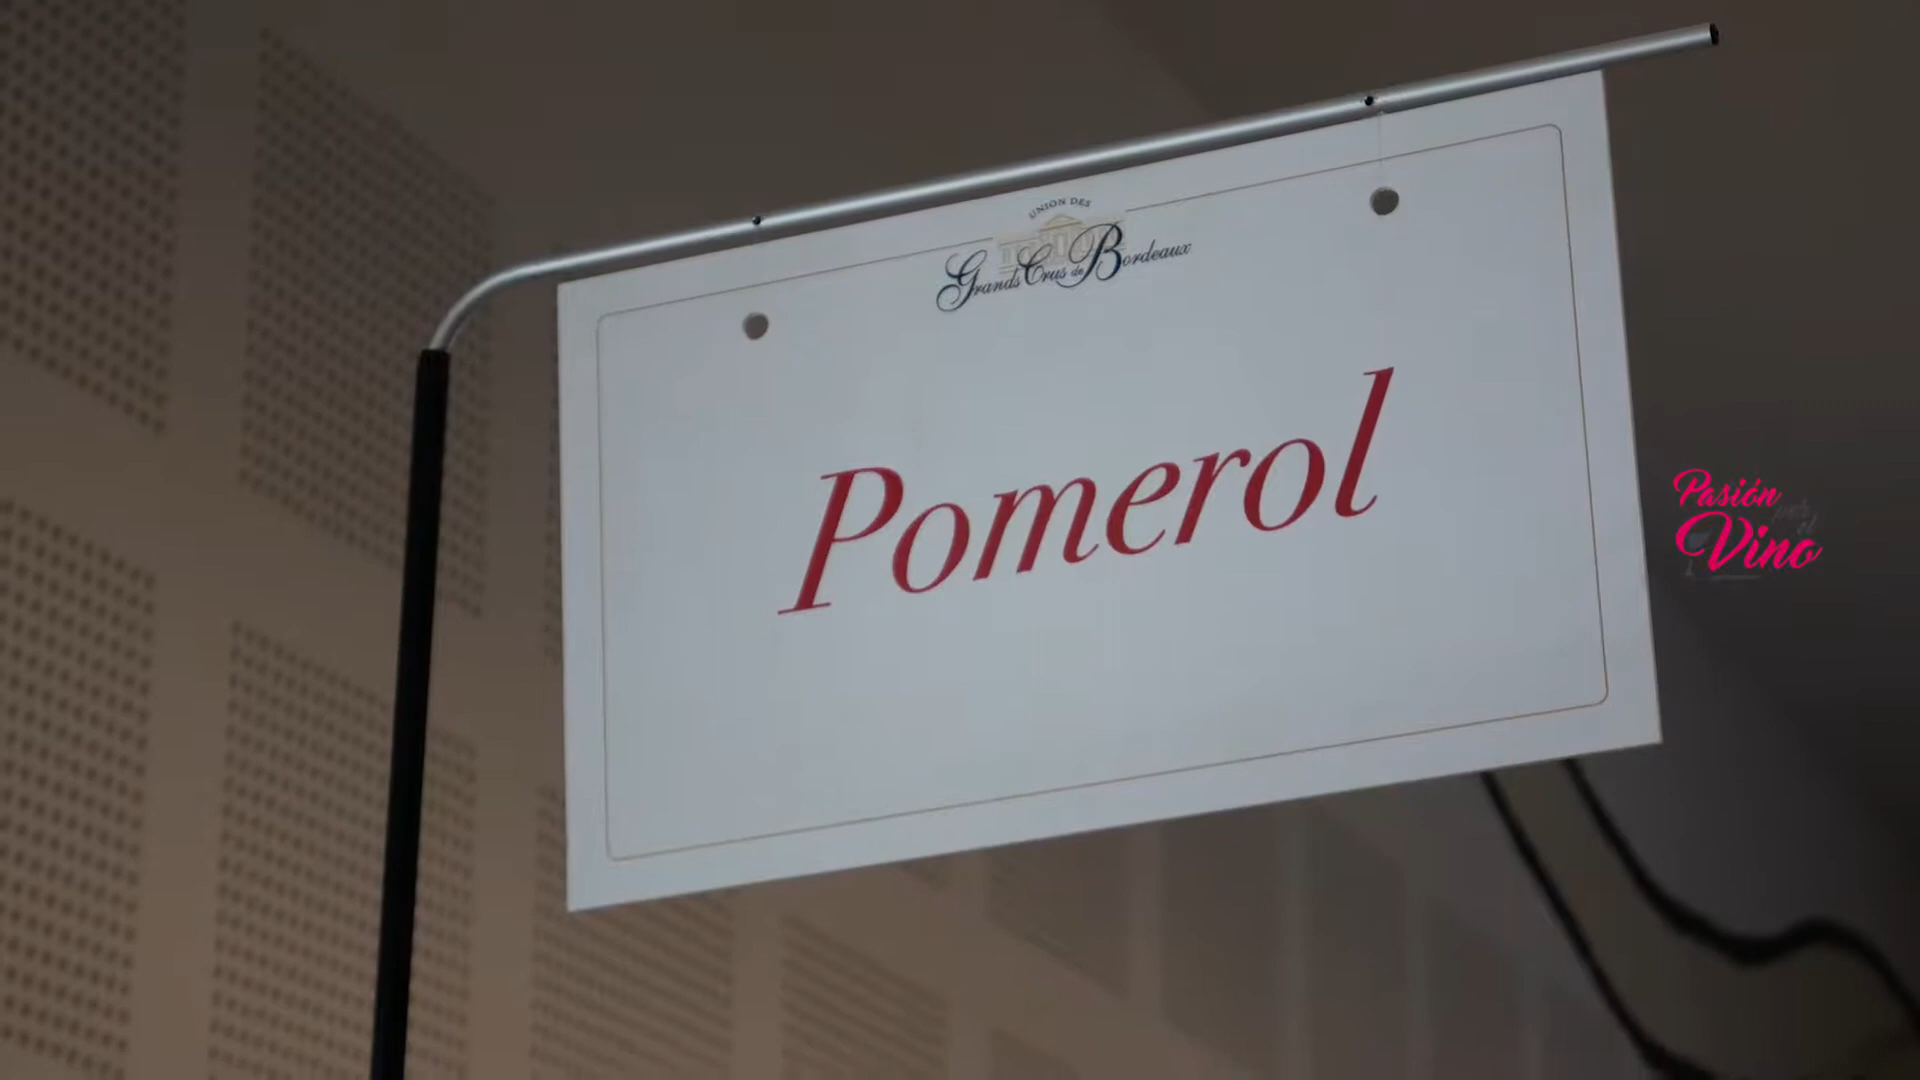 UNION DES
Grands Crus de Bordeaux
Pomerol
Pasión
Vino